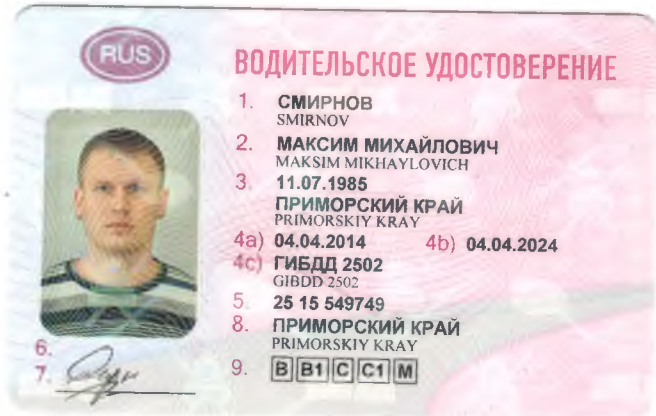 RUS
ВОДИТЕЛЬСКОЕ УДОСТОВЕРЕНИЕ
1. СМИРНОВ
SMIRNOV
2. МАКСИМ МИХАЙЛОВИЧ
MAKSIM MIKHAYLOVICH
3. 11.07.1985
ПРИМОРСКИЙ КРАЙ
PRIMORSKIY KRAY
4a) 04.04.2014 4b) 04.04.2024
4c) ГИБДД 2502
GIBDD 2502
5. 25 15 549749
8. ПРИМОРСКИЙ КРАЙ
PRIMORSKIY KRAY
6.
7.
9. B B1 C C1 M